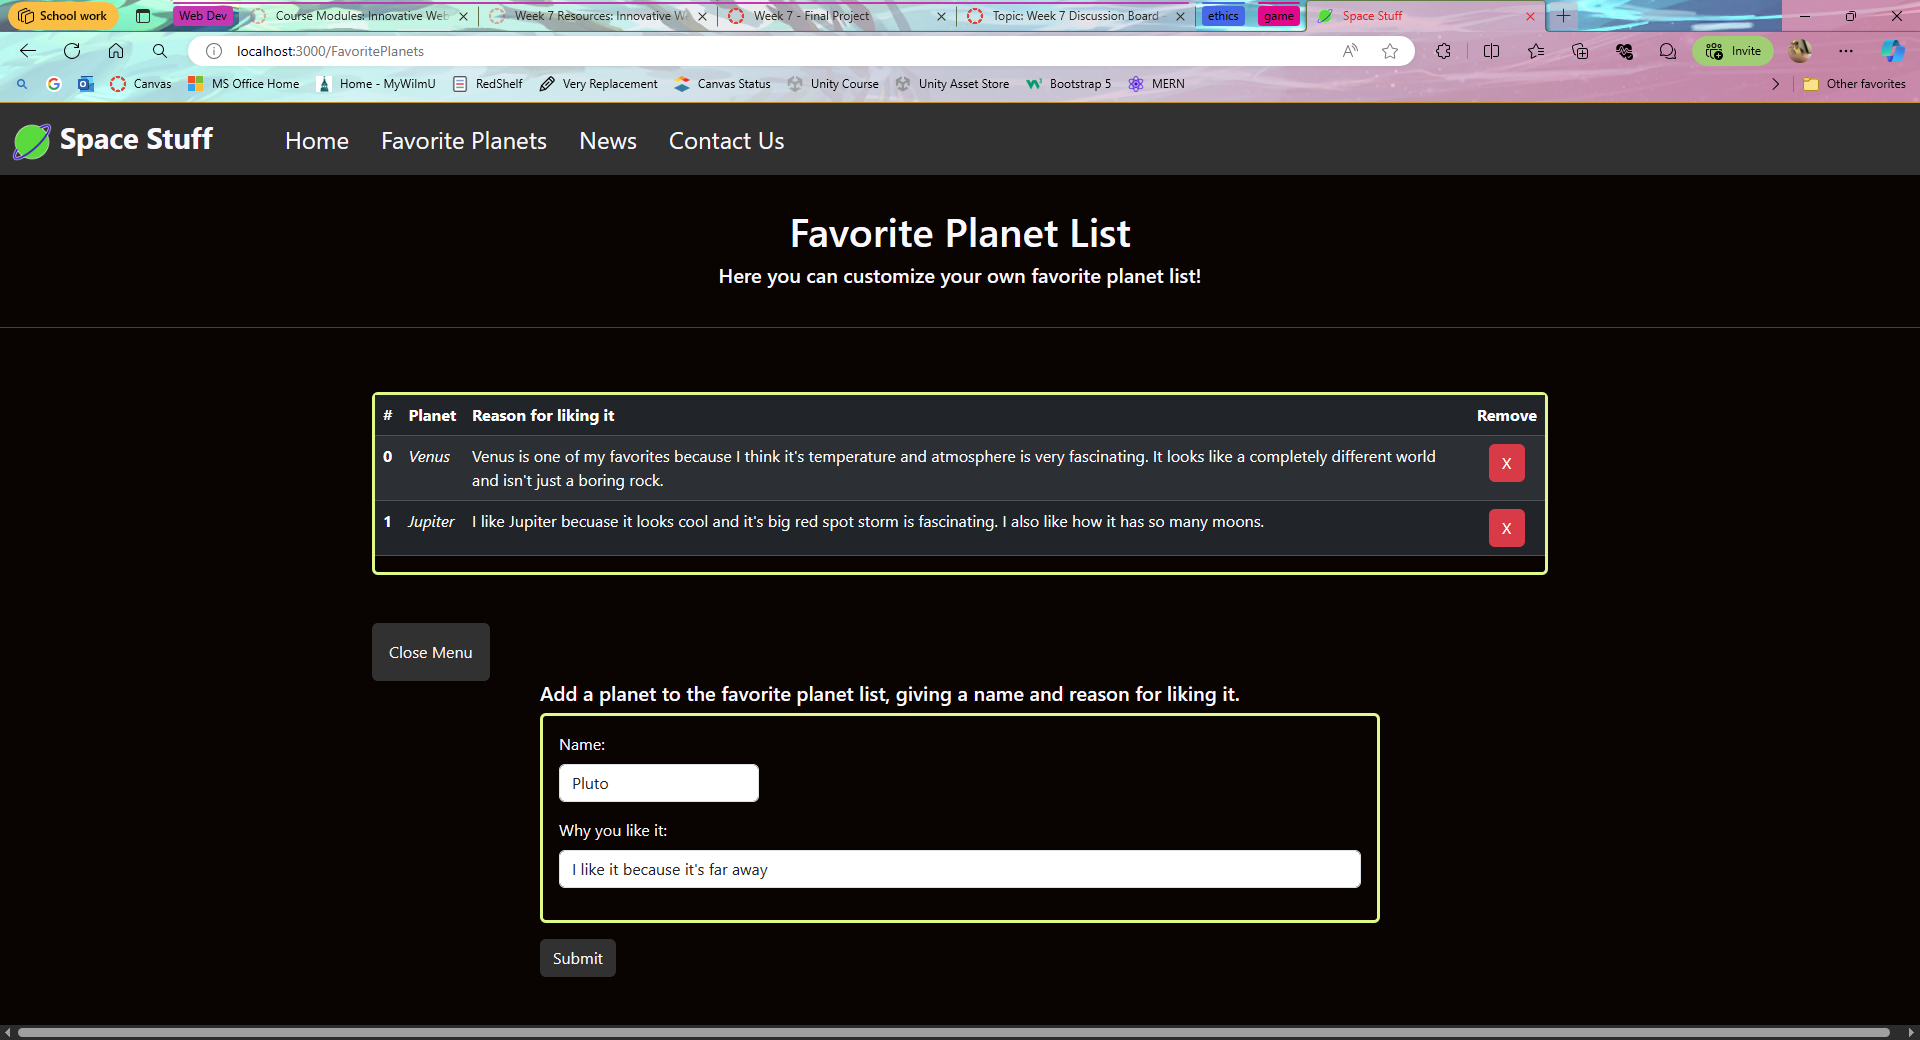 School work
Web Dev
Course Modules: Innovative Web
Week 7 Resources: Innovative W
Week 7 - Final Project
Topic: Week 7 Discussion Board -
ethics
game
Space Stuff
localhost:3000/FavoritePlanets
Invite
Canvas
MS Office Home
Home - MyWilmU
RedShelf
Very Replacement
Canvas Status
Unity Course
Unity Asset Store
Bootstrap 5
MERN
Other favorites
Space Stuff
Home
Favorite Planets
News
Contact Us
Favorite Planet List
Here you can customize your own favorite planet list!
# Planet Reason for liking it Remove
0 Venus Venus is one of my favorites because I think it's temperature and atmosphere is very fascinating. It looks like a completely different world X
and isn't just a boring rock.
1 Jupiter I like Jupiter becuase it looks cool and it's big red spot storm is fascinating. I also like how it has so many moons. X
Close Menu
Add a planet to the favorite planet list, giving a name and reason for liking it.
Name:
Pluto
Why you like it:
I like it because it's far away
Submit